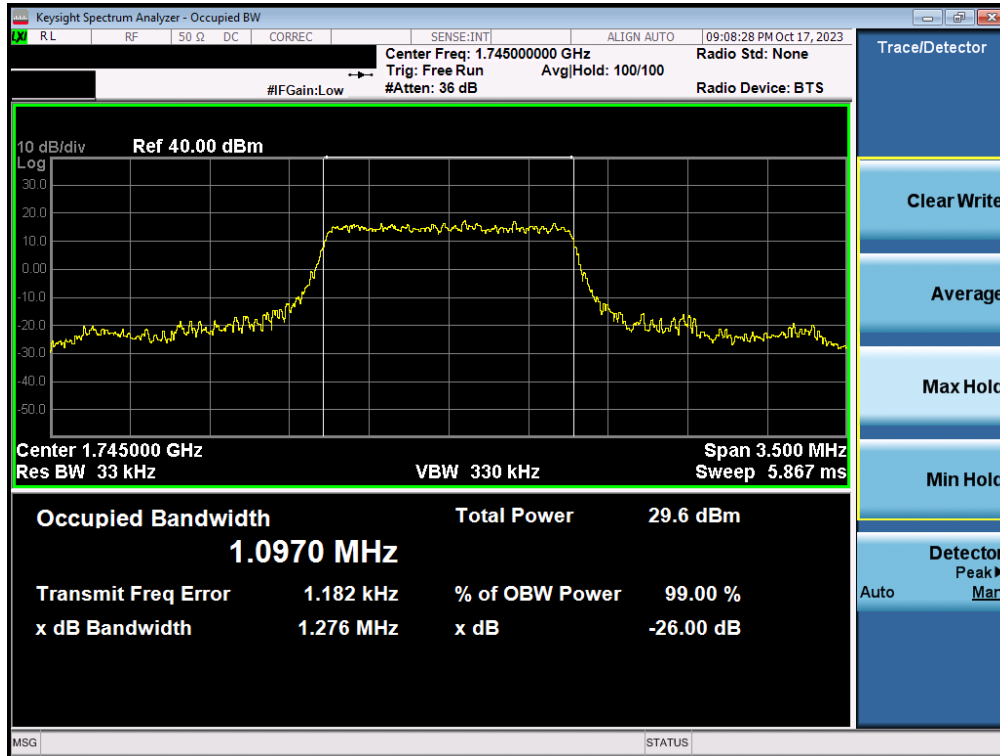 Keysight Spectrum Analyzer - Occupied BW
LXI RL RF 50 Ω DC CORREC SENSE:INT ALIGN AUTO 09:08:28 PM Oct 17, 2023
Center Freq: 1.745000000 GHz Radio Std: None
Trig: Free Run Avg|Hold: 100/100
#IFGain:Low #Atten: 36 dB Radio Device: BTS
Trace/Detector
10 dB/div Ref 40.00 dBm
Log
30.0
20.0
10.0
0.00
-10.0
-20.0
-30.0
-40.0
-50.0
Center 1.745000 GHz Span 3.500 MHz
Res BW 33 kHz VBW 330 kHz Sweep 5.867 ms
Occupied Bandwidth Total Power 29.6 dBm
1.0970 MHz
Transmit Freq Error 1.182 kHz % of OBW Power 99.00 %
x dB Bandwidth 1.276 MHz x dB -26.00 dB
Clear Write
Average
Max Hold
Min Hold
Detector
Peak▶
Auto Man
MSG STATUS